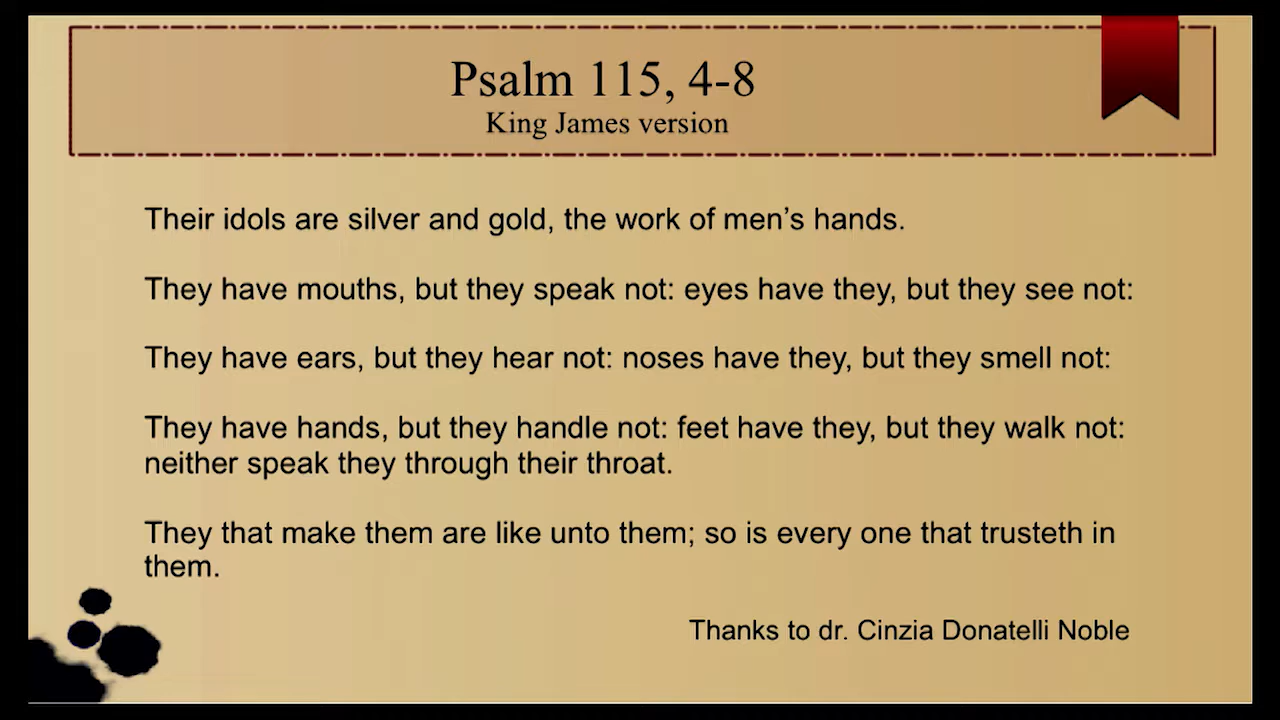 Psalm 115, 4-8
King James version
Their idols are silver and gold, the work of men’s hands.
They have mouths, but they speak not: eyes have they, but they see not:
They have ears, but they hear not: noses have they, but they smell not:
They have hands, but they handle not: feet have they, but they walk not:
neither speak they through their throat.
They that make them are like unto them; so is every one that trusteth in
them.
Thanks to dr. Cinzia Donatelli Noble